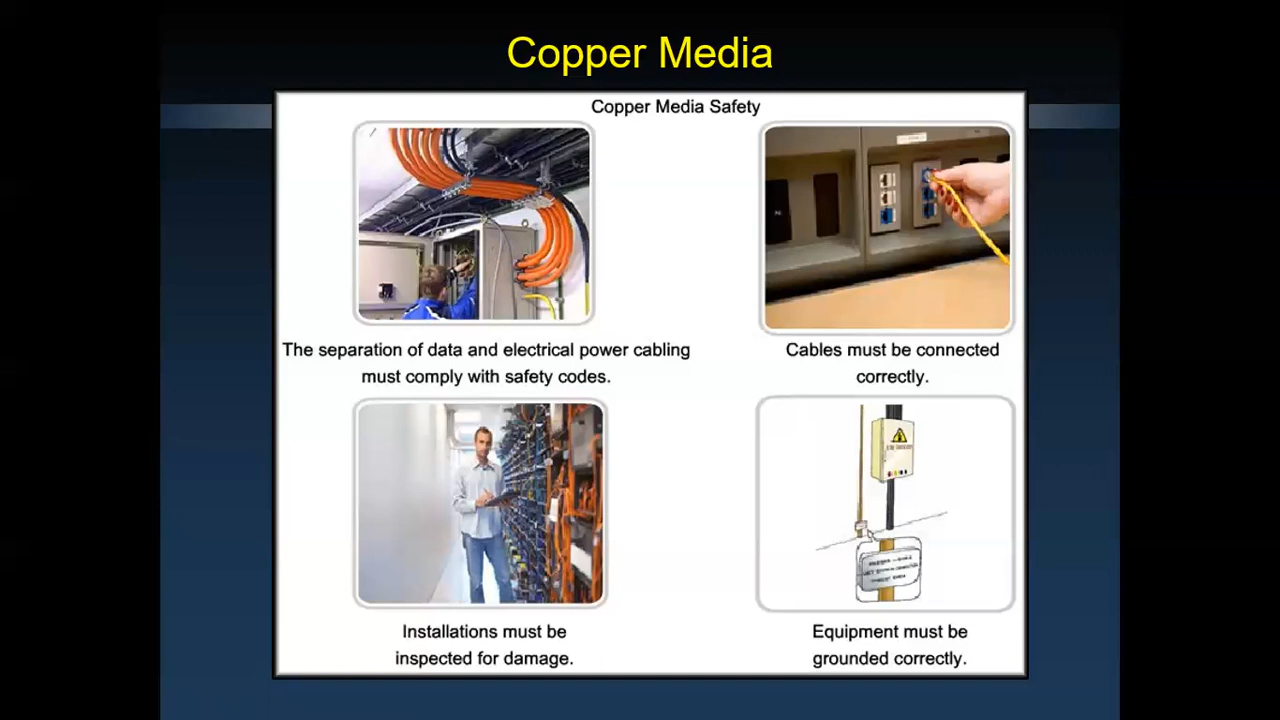 Copper Media
Copper Media Safety
The separation of data and electrical power cabling
must comply with safety codes.
Cables must be connected
correctly.
Installations must be
inspected for damage.
Equipment must be
grounded correctly.